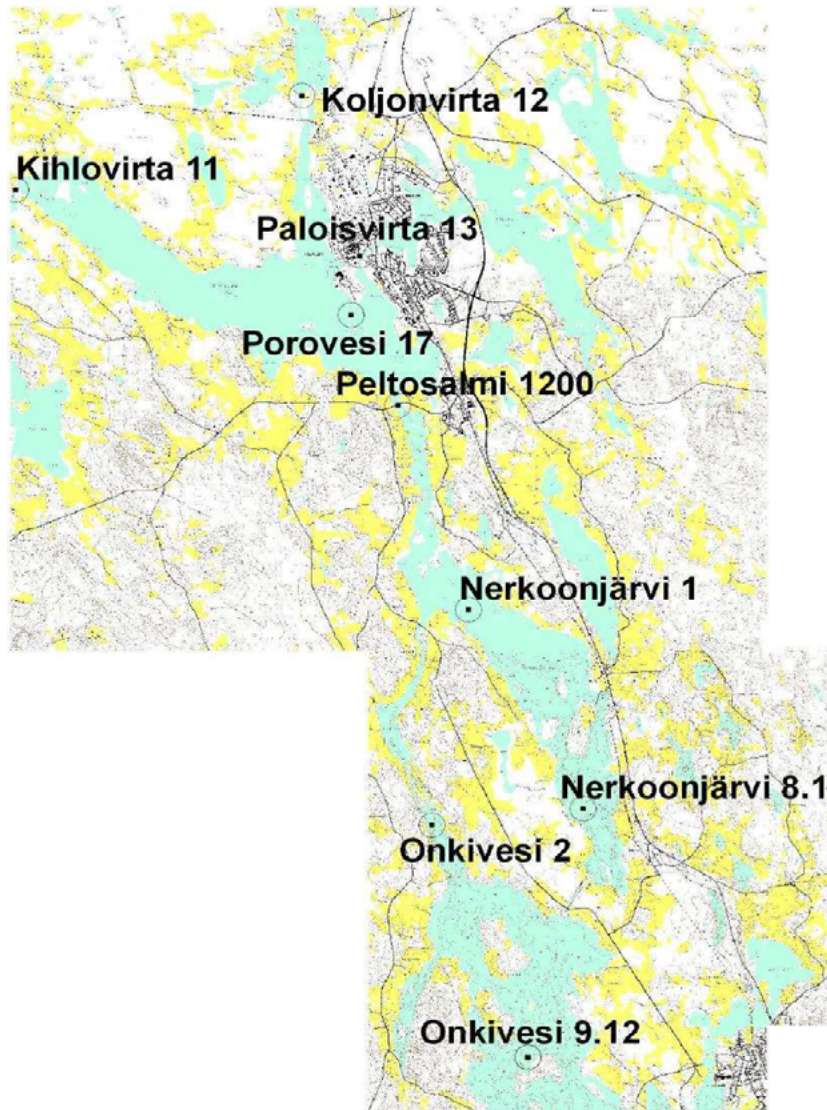 Koljonvirta 12
Kihlovirta 11
Paloisvirta 13
Porovesi 17
Peltosalmi 1200
Nerkoonjärvi 1
Nerkoonjärvi 8.1
Onkivesi 2
Onkivesi 9.12